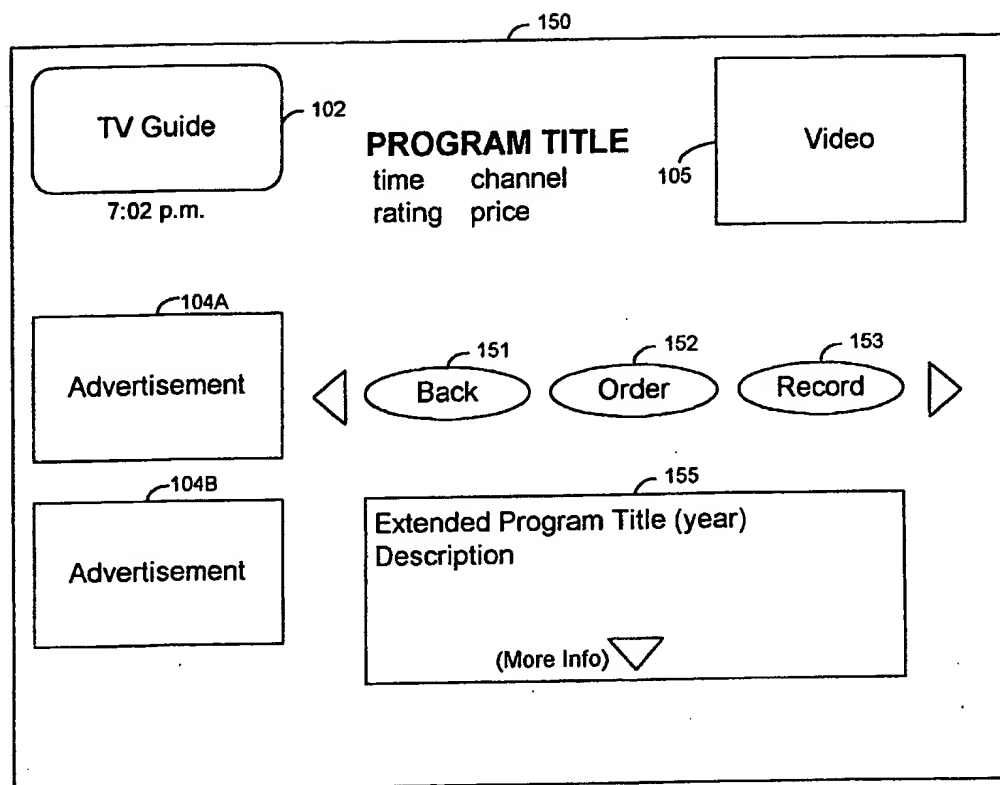 150
TV Guide
102
7:02 p.m.
PROGRAM TITLE
time channel
rating price
105
Video
104A
Advertisement
151
Back
152
Order
153
Record
104B
Advertisement
155
Extended Program Title (year)
Description
(More Info)